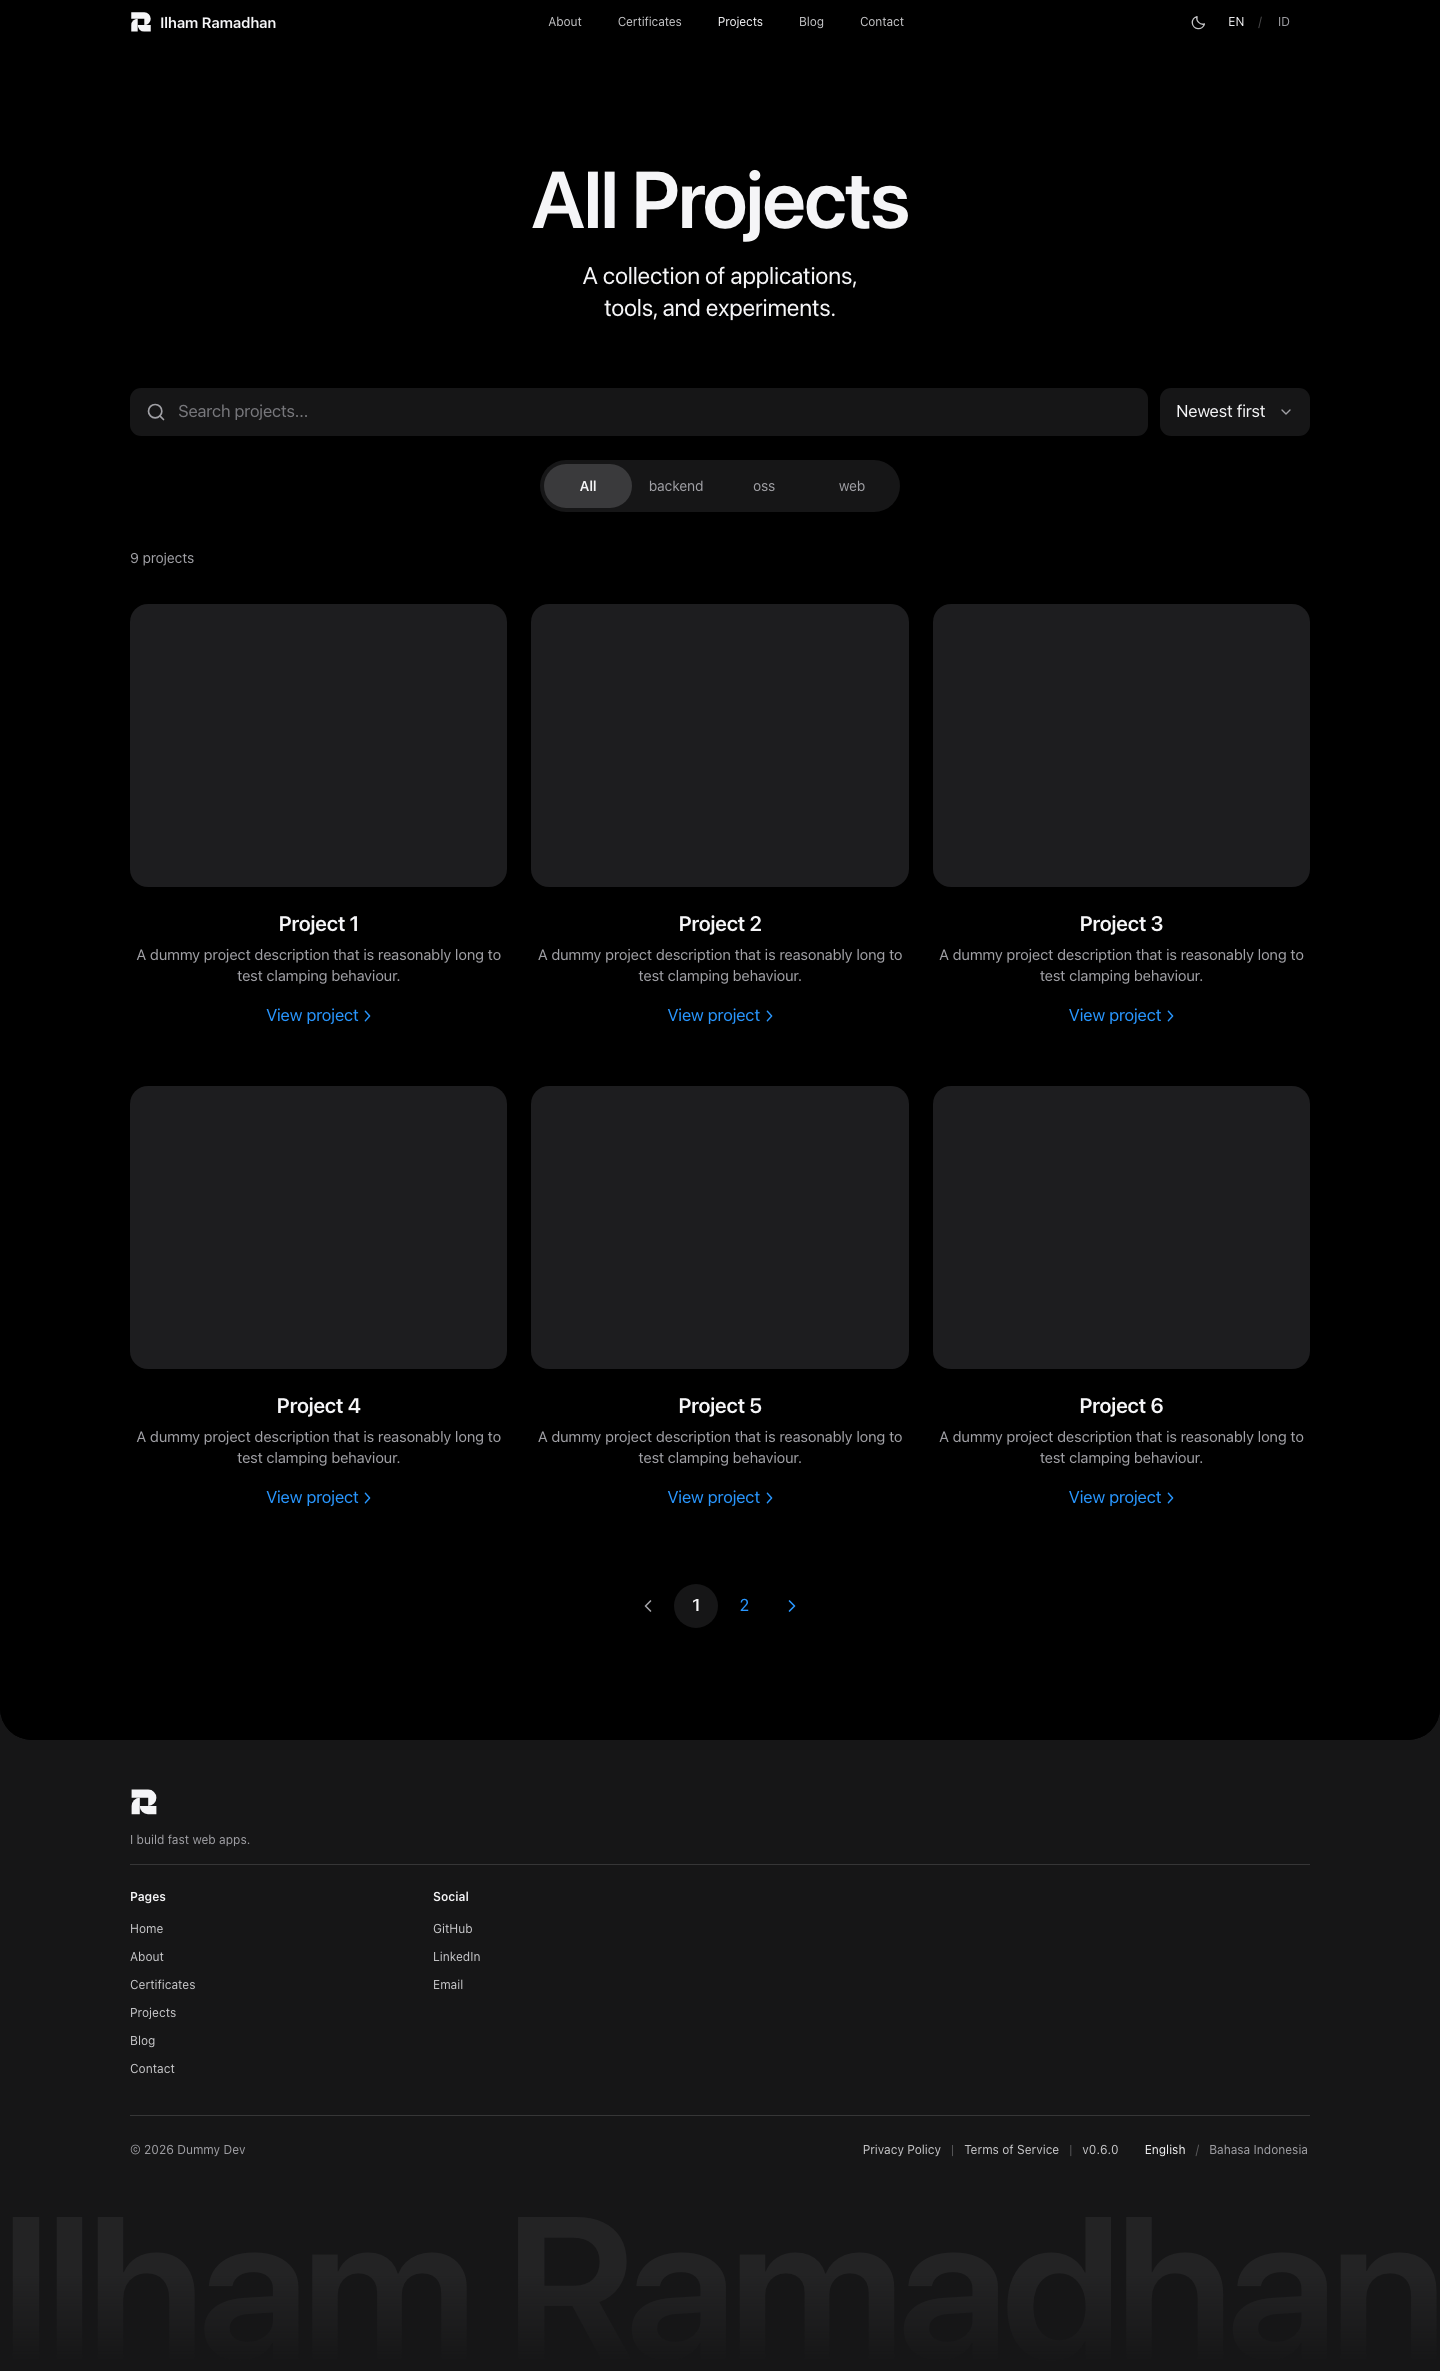 Ilham Ramadhan
About
Certificates
Projects
Blog
Contact
EN / ID
All Projects
A collection of applications,
tools, and experiments.
Search projects...
Newest first
All
backend
oss
web
9 projects
Project 1
A dummy project description that is reasonably long to
test clamping behaviour.
View project
Project 2
A dummy project description that is reasonably long to
test clamping behaviour.
View project
Project 3
A dummy project description that is reasonably long to
test clamping behaviour.
View project
Project 4
A dummy project description that is reasonably long to
test clamping behaviour.
View project
Project 5
A dummy project description that is reasonably long to
test clamping behaviour.
View project
Project 6
A dummy project description that is reasonably long to
test clamping behaviour.
View project
1
2
I build fast web apps.
Pages
Home
About
Certificates
Projects
Blog
Contact
Social
GitHub
LinkedIn
Email
© 2026 Dummy Dev
Privacy Policy | Terms of Service | v0.6.0
English / Bahasa Indonesia
Ilham Ramadhan